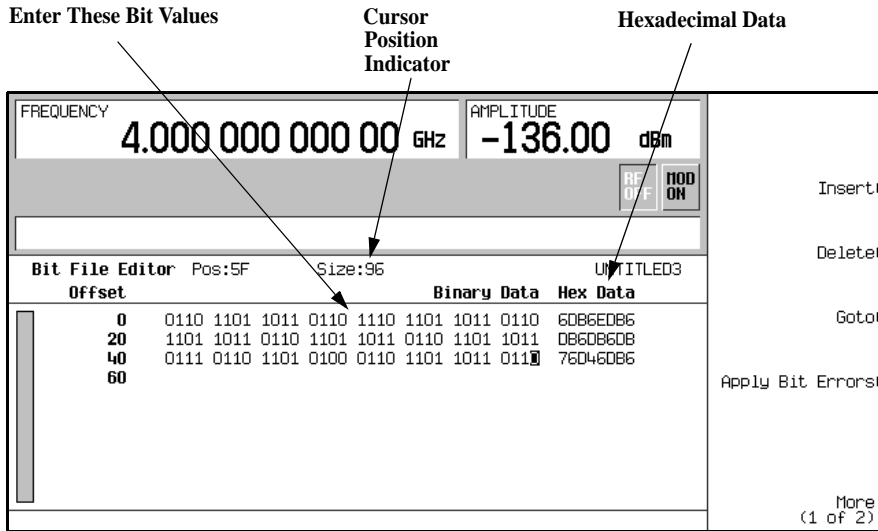 Enter These Bit Values
Cursor Position Indicator
Hexadecimal Data
FREQUENCY
4.000 000 000 00 GHz
AMPLITUDE
-136.00 dBm
RF OFF
MOD ON
Insert
Delete
Goto
Apply Bit Errors
More
(1 of 2)
Bit File Editor Pos:5F Size:96 UNTITLED3
Offset Binary Data Hex Data
0 0110 1101 1011 0110 1110 1101 1011 0110 6DB6EDB6
20 1101 1011 0110 1101 1011 0110 1101 1011 DB6DB6DB
40 0111 0110 1101 0100 0110 1101 1011 011 76D46DB6
60